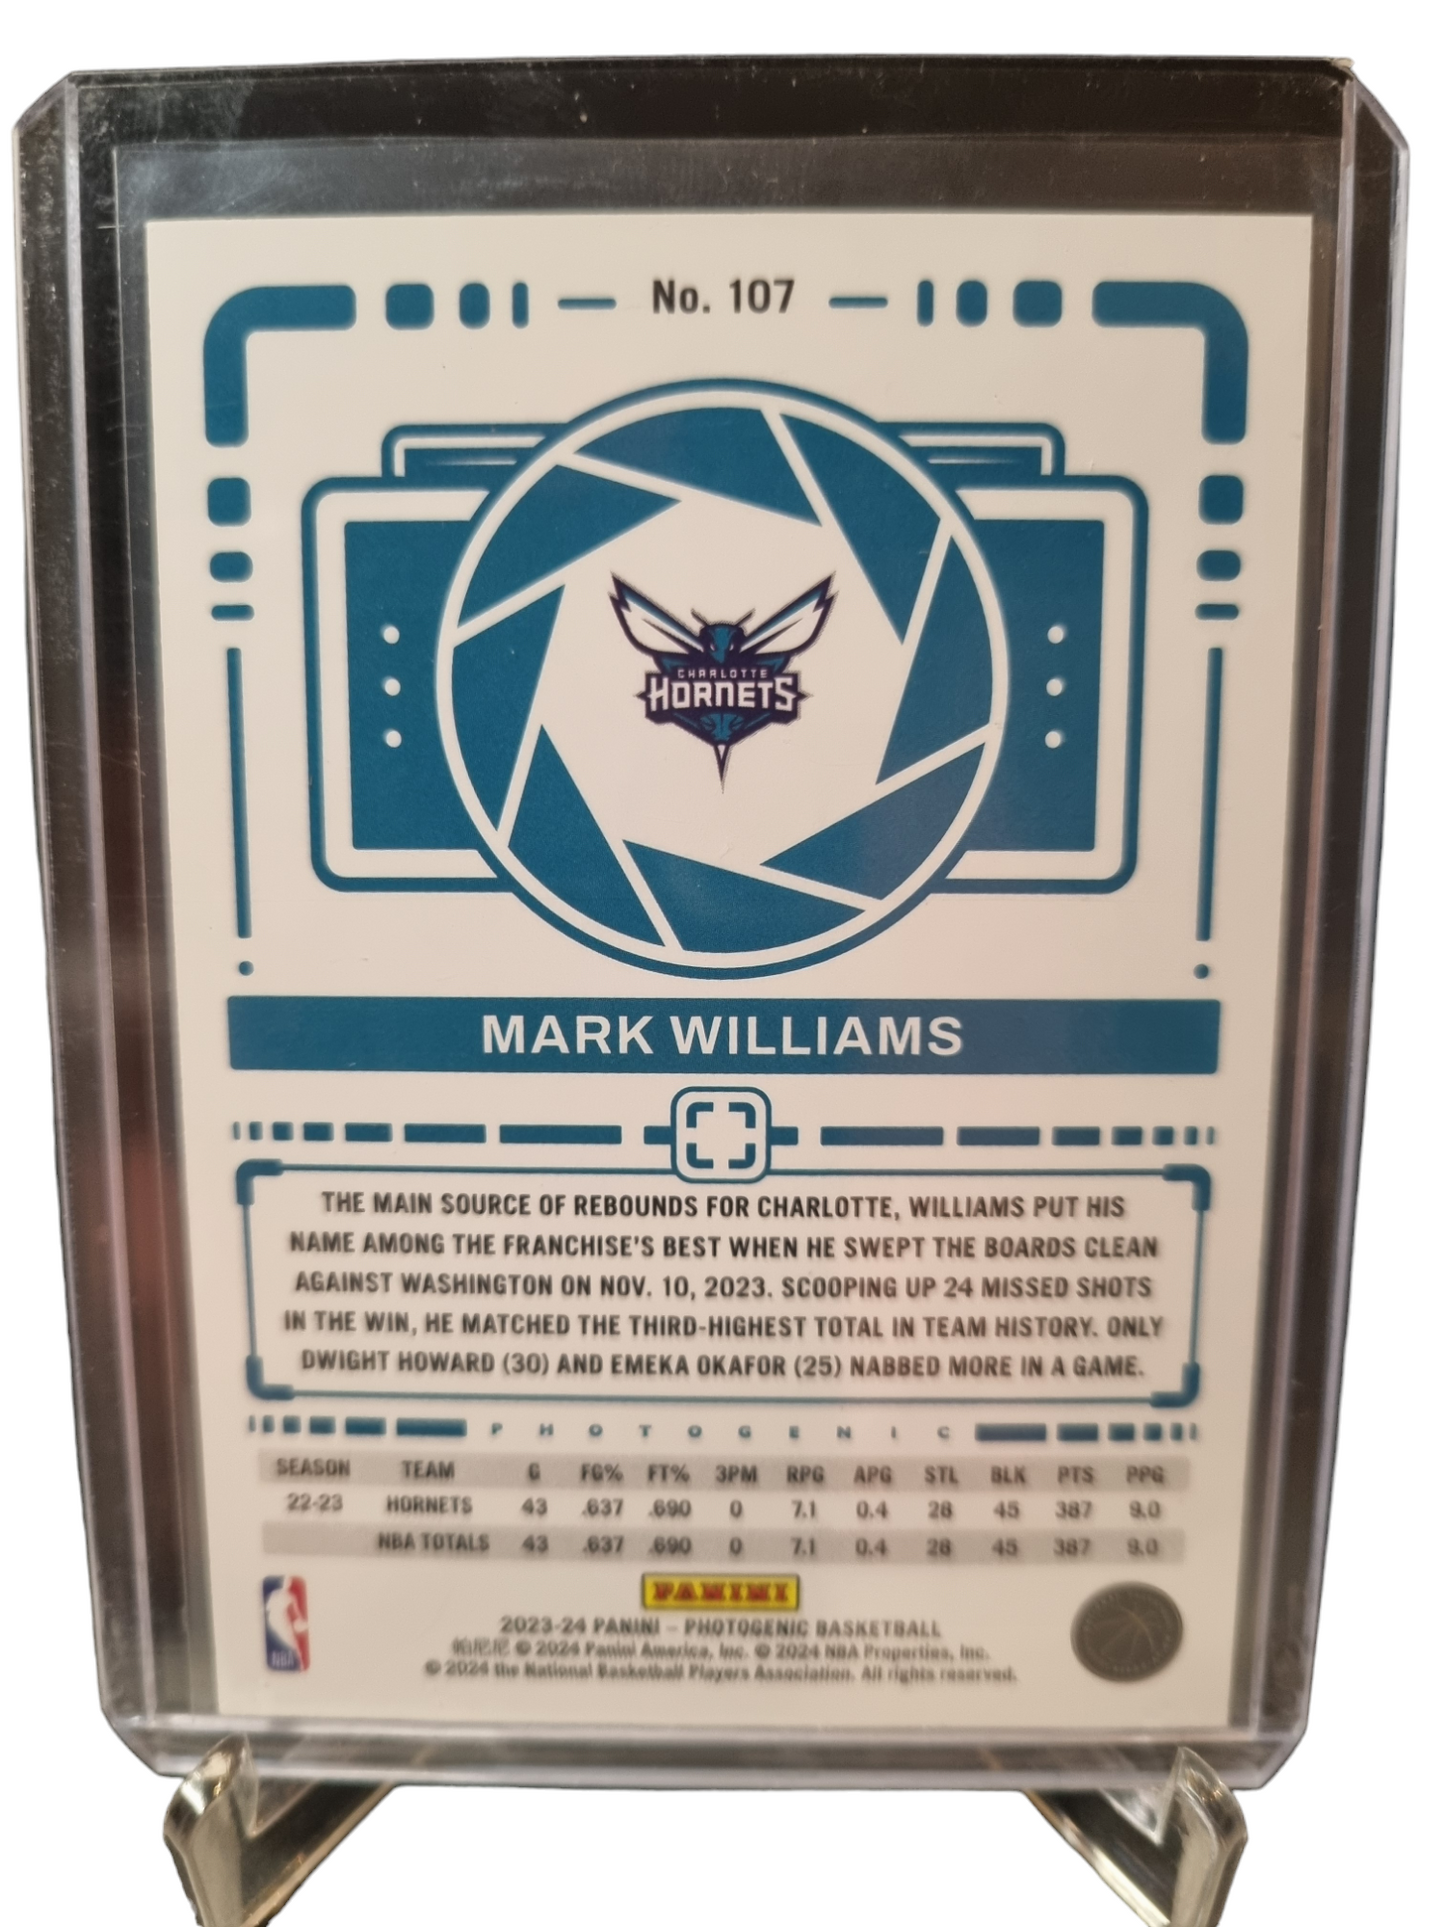 No. 107
CHARLOTTE
HORNETS
MARK WILLIAMS
THE MAIN SOURCE OF REBOUNDS FOR CHARLOTTE, WILLIAMS PUT HIS
NAME AMONG THE FRANCHISE'S BEST WHEN HE SWEPT THE BOARDS CLEAN
AGAINST WASHINGTON ON NOV. 10, 2023. SCOOPING UP 24 MISSED SHOTS
IN THE WIN, HE MATCHED THE THIRD-HIGHEST TOTAL IN TEAM HISTORY. ONLY
DWIGHT HOWARD (30) AND EMEKA OKAFOR (25) NABBED MORE IN A GAME.
PHOTOGENIC
SEASON TEAM G FG% FT% 3PM RPG APG STL BLK PTS PPG
22-23 HORNETS 43 .637 .690 0 7.1 0.4 28 45 387 9.0
NBA TOTALS 43 .637 .690 0 7.1 0.4 28 45 387 9.0
PANINI
2023-24 PANINI – PHOTOGENIC BASKETBALL
帕尼尼 © 2024 Panini America, Inc. © 2024 NBA Properties, Inc.
© 2024 the National Basketball Players Association. All rights reserved.
NBA